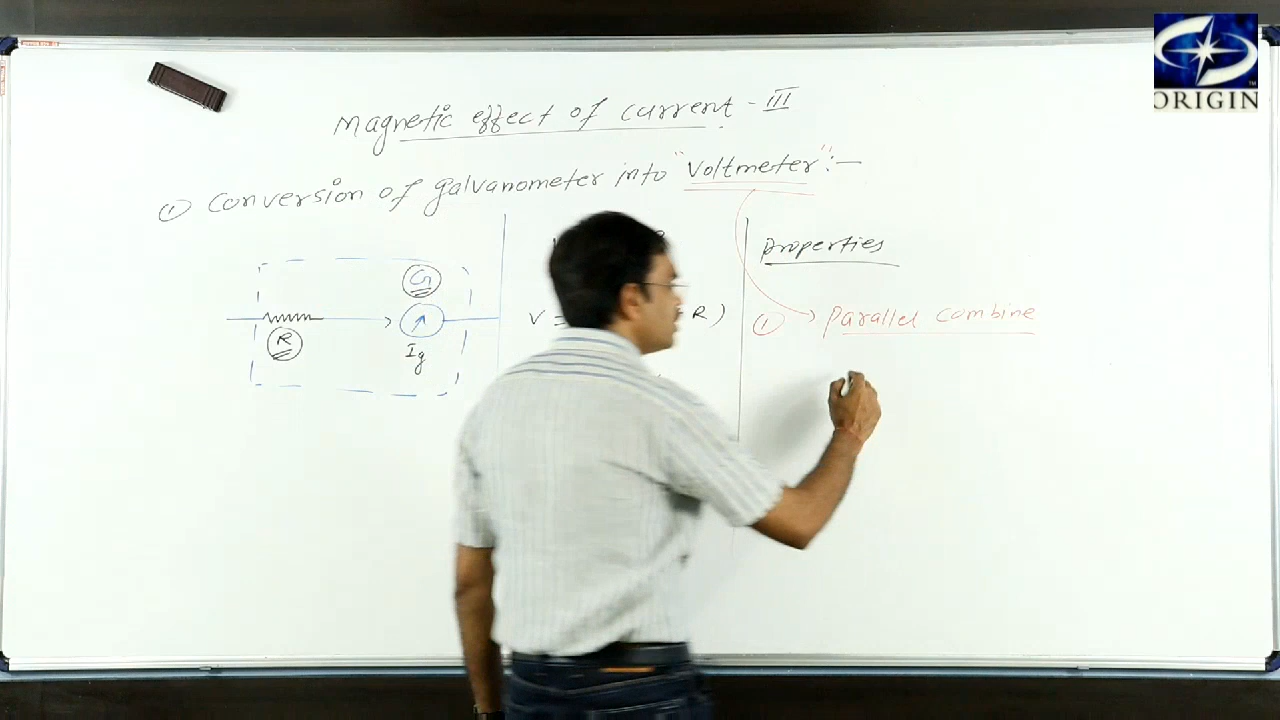 ORIGIN
Magnetic effect of current - III
① Conversion of galvanometer into "Voltmeter":-
Properties
G
R
Ig
V =
R)
① Parallel combine